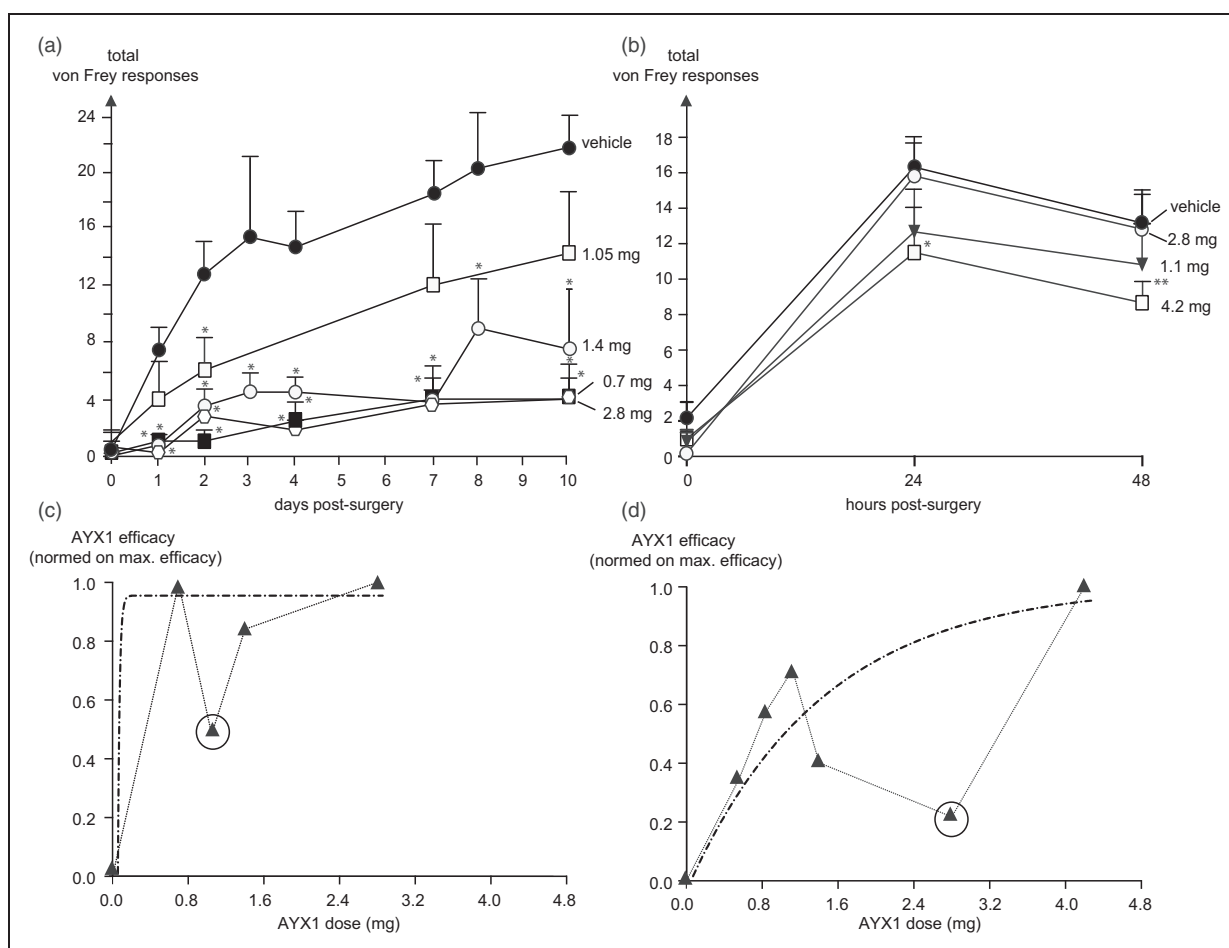 (a)
total
von Frey responses
24
20
16
12
8
4
0
vehicle
1.05 mg
1.4 mg
0.7 mg
2.8 mg
* * * * * * * * * * * * * * * *
0 1 2 3 4 5 6 7 8 9 10
days post-surgery
(b)
total
von Frey responses
18
16
14
12
10
8
6
4
2
0
vehicle
2.8 mg
1.1 mg
*
**
4.2 mg
0 24 48
hours post-surgery
(c)
AYX1 efficacy
(normed on max. efficacy)
1.0
0.8
0.6
0.4
0.2
0.0
0.0 0.8 1.6 2.4 3.2 4.0 4.8
AYX1 dose (mg)
(d)
AYX1 efficacy
(normed on max. efficacy)
1.0
0.8
0.6
0.4
0.2
0.0
0.0 0.8 1.6 2.4 3.2 4.0 4.8
AYX1 dose (mg)